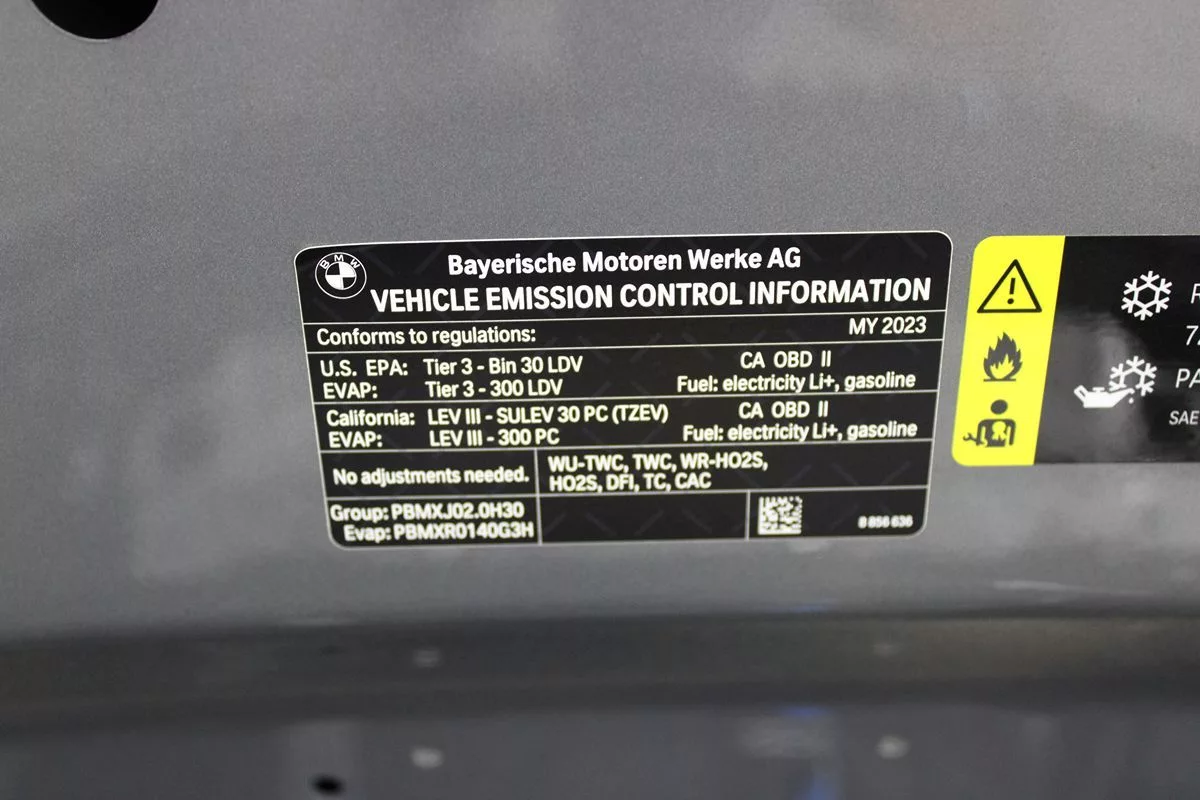 BMW
Bayerische Motoren Werke AG
VEHICLE EMISSION CONTROL INFORMATION
Conforms to regulations: MY 2023
U.S. EPA: Tier 3 - Bin 30 LDV CA OBD II
EVAP: Tier 3 - 300 LDV Fuel: electricity Li+, gasoline
California: LEV III - SULEV 30 PC (TZEV) CA OBD II
EVAP: LEV III - 300 PC Fuel: electricity Li+, gasoline
No adjustments needed.
WU-TWC, TWC, WR-HO2S,
HO2S, DFI, TC, CAC
Group: PBMXJ02.0H30
Evap: PBMXR0140G3H
8 856 636
R
7
PA
SAE